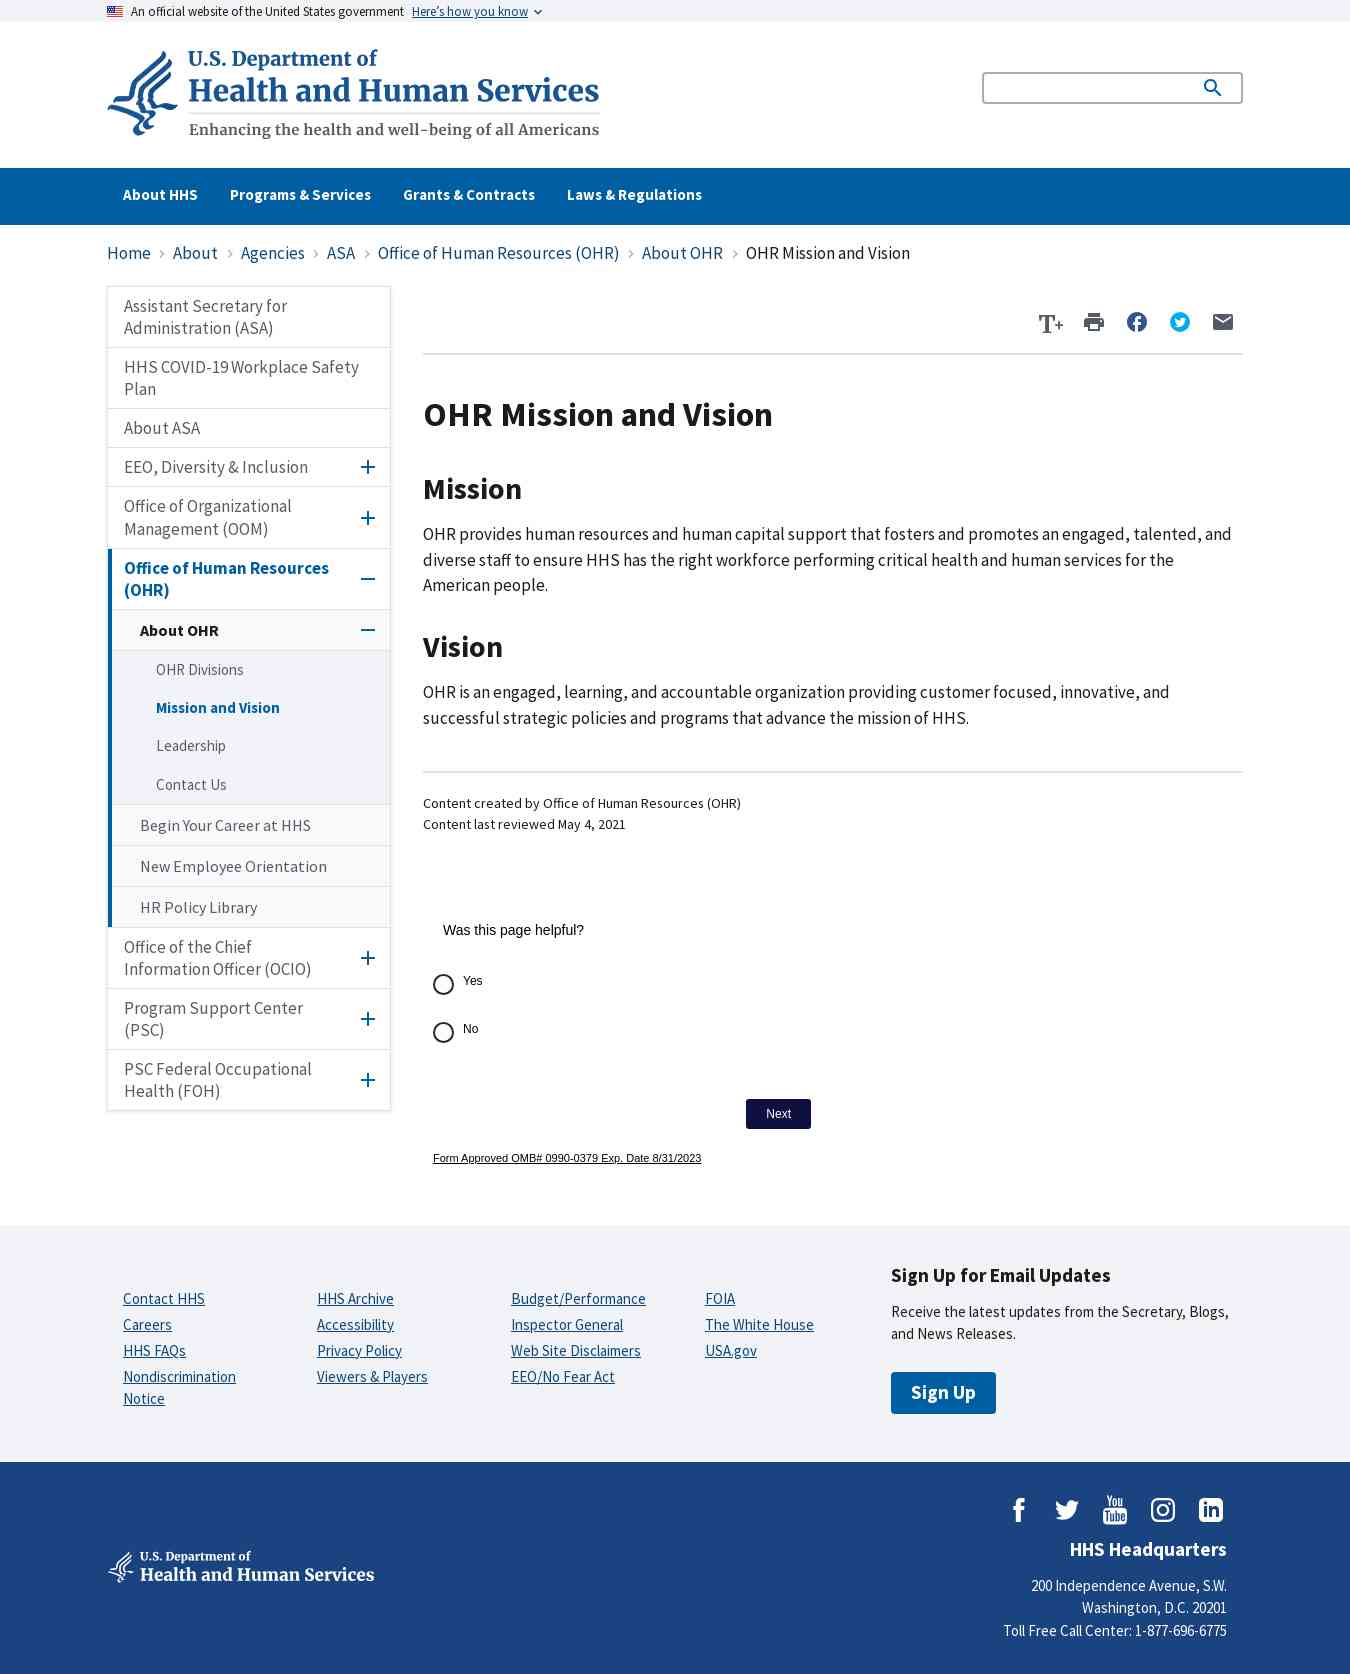 An official website of the United States government Here's how you know
U.S. Department of
Health and Human Services
Enhancing the health and well-being of all Americans
About HHS Programs & Services Grants & Contracts Laws & Regulations
Home > About > Agencies > ASA > Office of Human Resources (OHR) > About OHR > OHR Mission and Vision
Assistant Secretary for
Administration (ASA)
HHS COVID-19 Workplace Safety
Plan
About ASA
EEO, Diversity & Inclusion
Office of Organizational
Management (OOM)
Office of Human Resources
(OHR)
About OHR
OHR Divisions
Mission and Vision
Leadership
Contact Us
Begin Your Career at HHS
New Employee Orientation
HR Policy Library
Office of the Chief
Information Officer (OCIO)
Program Support Center
(PSC)
PSC Federal Occupational
Health (FOH)
T+
OHR Mission and Vision
Mission
OHR provides human resources and human capital support that fosters and promotes an engaged, talented, and
diverse staff to ensure HHS has the right workforce performing critical health and human services for the
American people.
Vision
OHR is an engaged, learning, and accountable organization providing customer focused, innovative, and
successful strategic policies and programs that advance the mission of HHS.
Content created by Office of Human Resources (OHR)
Content last reviewed May 4, 2021
Was this page helpful?
Yes
No
Next
Form Approved OMB# 0990-0379 Exp. Date 8/31/2023
Contact HHS
Careers
HHS FAQs
Nondiscrimination
Notice
HHS Archive
Accessibility
Privacy Policy
Viewers & Players
Budget/Performance
Inspector General
Web Site Disclaimers
EEO/No Fear Act
FOIA
The White House
USA.gov
Sign Up for Email Updates
Receive the latest updates from the Secretary, Blogs,
and News Releases.
Sign Up
U.S. Department of
Health and Human Services
You
Tube
HHS Headquarters
200 Independence Avenue, S.W.
Washington, D.C. 20201
Toll Free Call Center: 1-877-696-6775